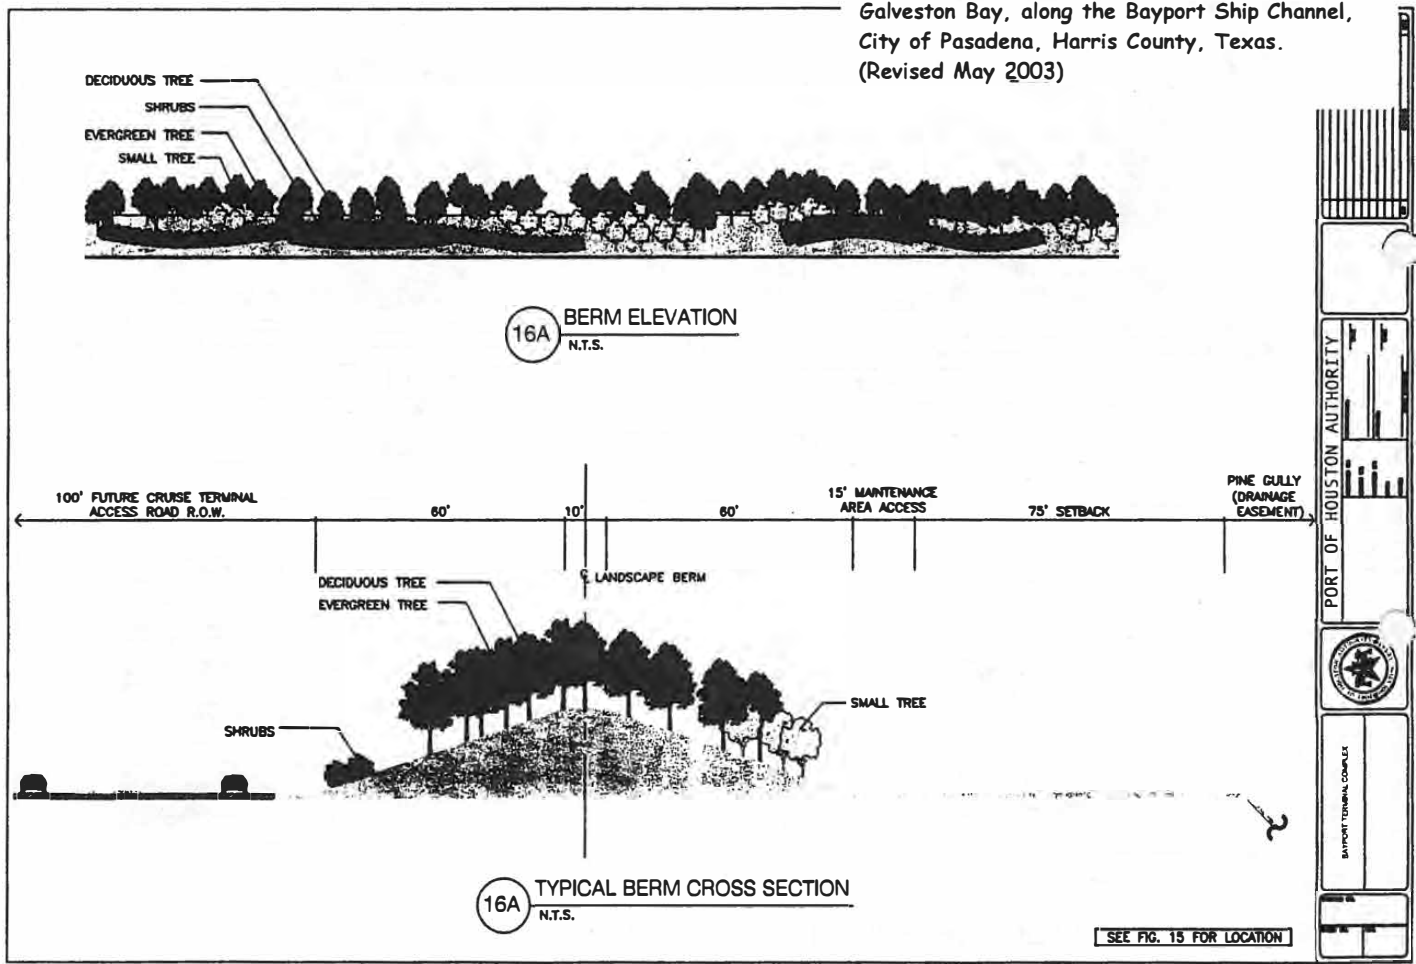 Galveston Bay, along the Bayport Ship Channel,
City of Pasadena, Harris County, Texas.
(Revised May 2003)
DECIDUOUS TREE
SHRUBS
EVERGREEN TREE
SMALL TREE
16A
BERM ELEVATION
N.T.S.
100' FUTURE CRUISE TERMINAL
ACCESS ROAD R.O.W.
60'
10'
60'
15' MAINTENANCE
AREA ACCESS
75' SETBACK
PINE GULLY
(DRAINAGE
EASEMENT)
℄ LANDSCAPE BERM
DECIDUOUS TREE
EVERGREEN TREE
SHRUBS
SMALL TREE
16A
TYPICAL BERM CROSS SECTION
N.T.S.
SEE FIG. 15 FOR LOCATION
PORT OF HOUSTON AUTHORITY
BAYPORT TERMINAL COMPLEX